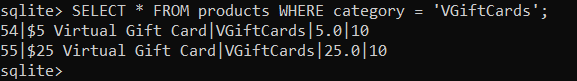 sqlite> SELECT * FROM products WHERE category = 'VGiftCards';
54|$5 Virtual Gift Card|VGiftCards|5.0|10
55|$25 Virtual Gift Card|VGiftCards|25.0|10
sqlite>